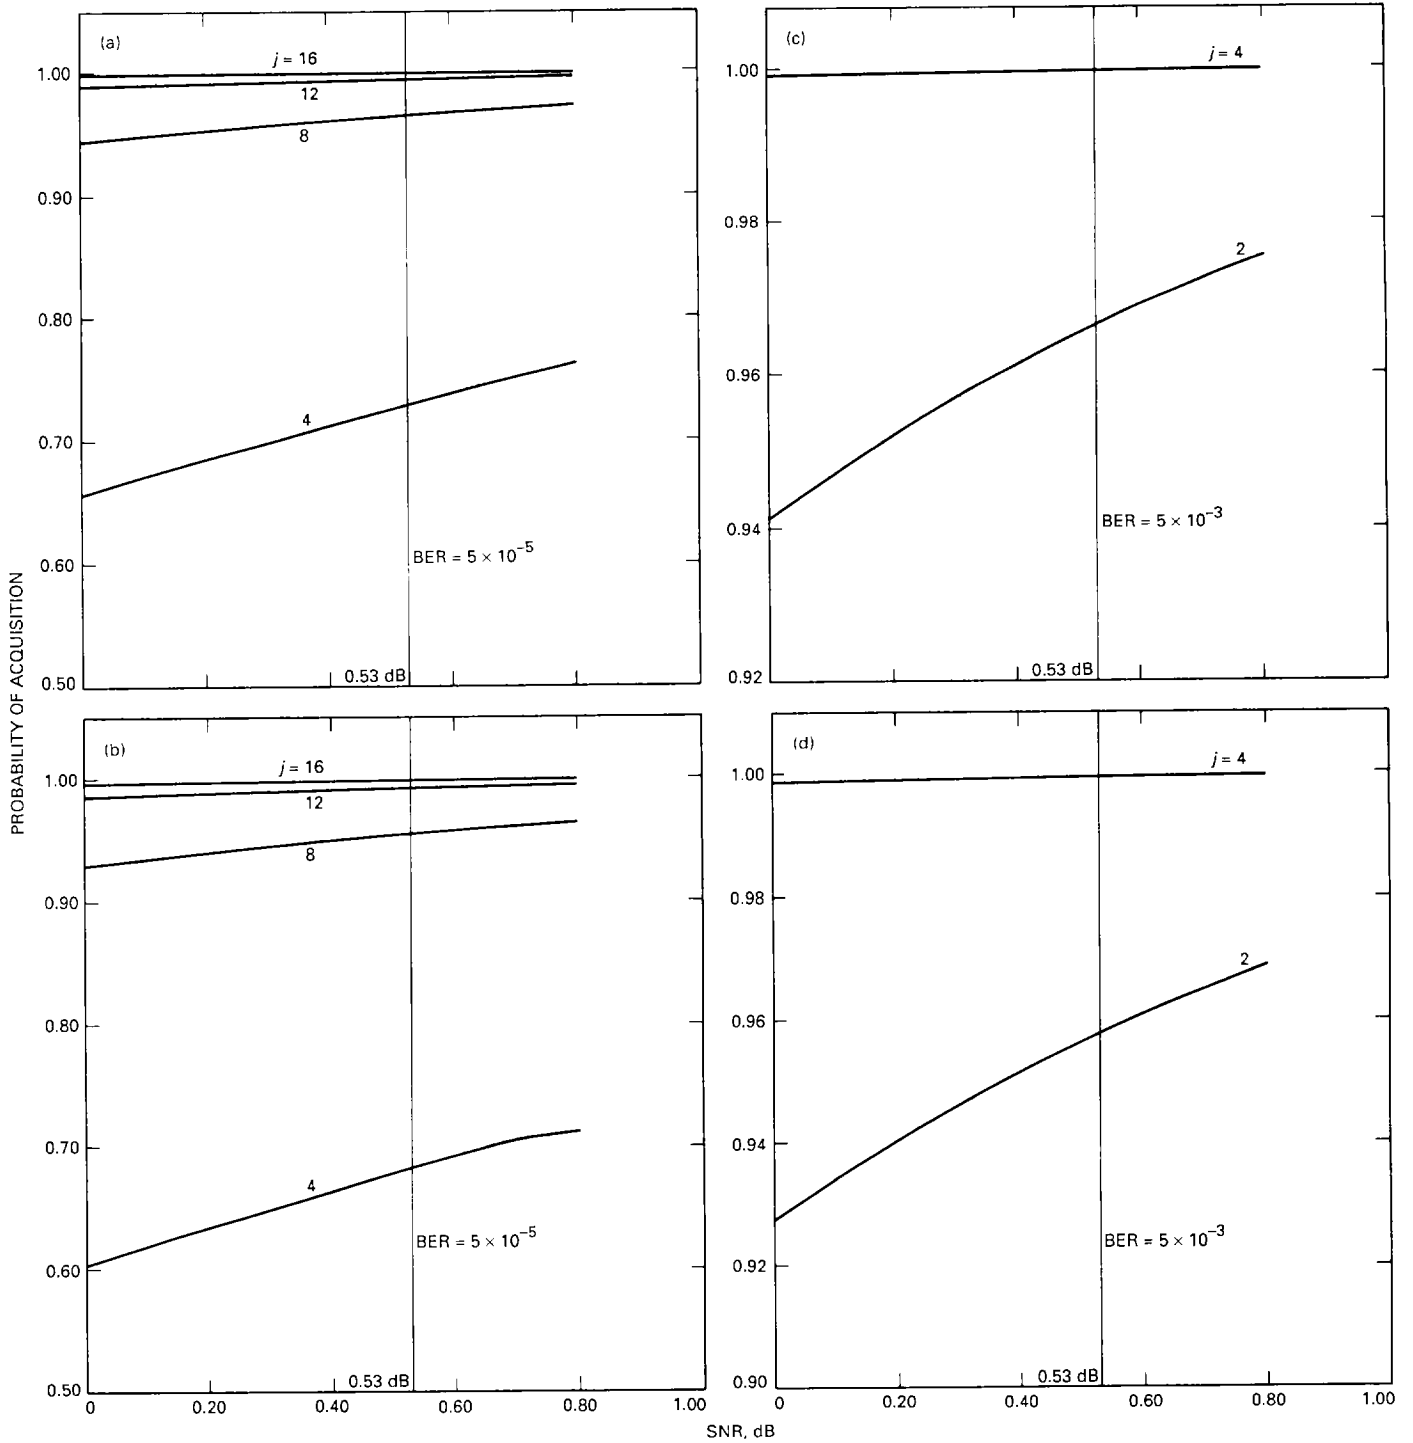 PROBABILITY OF ACQUISITION
(a)
j = 16
12
8
4
1.00
0.90
0.80
0.70
0.60
0.50
BER = 5 × 10⁻⁵
0.53 dB
(c)
j = 4
2
1.00
0.98
0.96
0.94
0.92
BER = 5 × 10⁻³
0.53 dB
(b)
j = 16
12
8
4
1.00
0.90
0.80
0.70
0.60
0.50
BER = 5 × 10⁻⁵
0.53 dB
0 0.20 0.40 0.60 0.80 1.00
(d)
j = 4
2
1.00
0.98
0.96
0.94
0.92
0.90
BER = 5 × 10⁻³
0.53 dB
0 0.20 0.40 0.60 0.80 1.00
SNR, dB